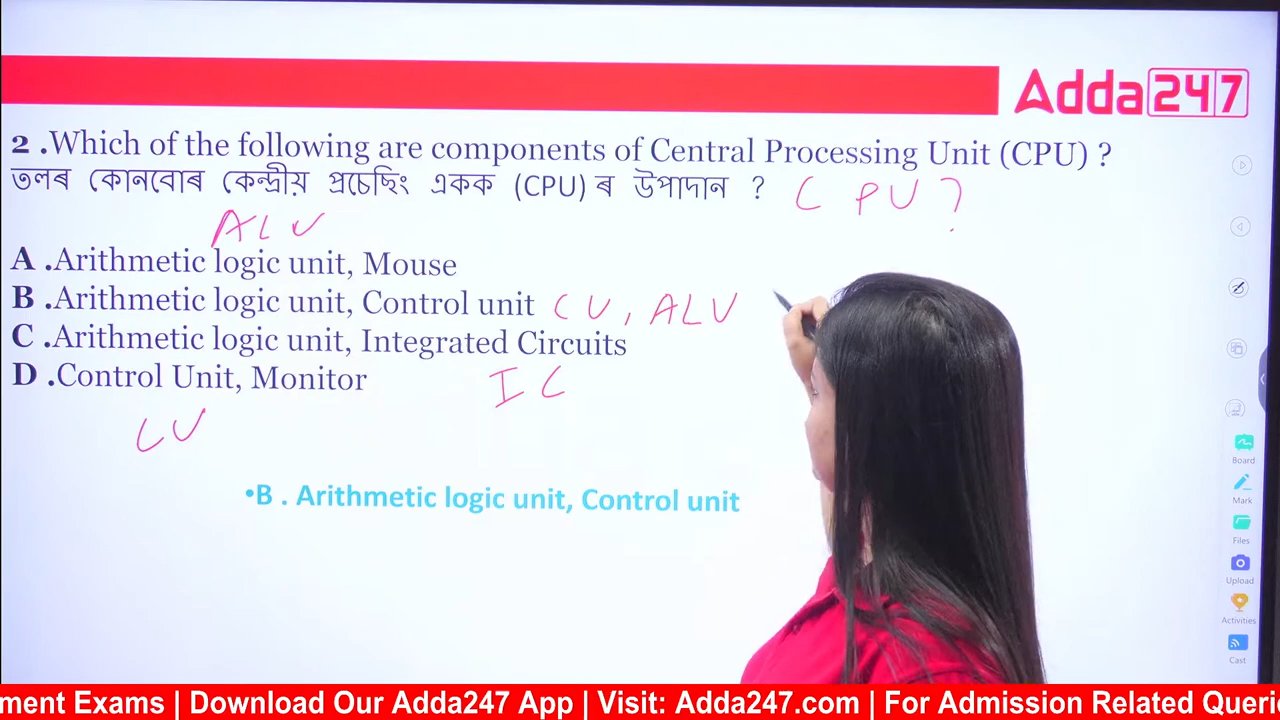 Adda247
2 .Which of the following are components of Central Processing Unit (CPU) ?
তলৰ কোনবোৰ কেন্দ্ৰীয় প্ৰচেছিং একক (CPU) ৰ উপাদান ? CPU?
ALU
A .Arithmetic logic unit, Mouse
B .Arithmetic logic unit, Control unit CU, ALU
C .Arithmetic logic unit, Integrated Circuits
D .Control Unit, Monitor IC
CU
•B . Arithmetic logic unit, Control unit
Board
Mark
Files
Upload
Activities
Cast
ment Exams | Download Our Adda247 App | Visit: Adda247.com | For Admission Related Queri